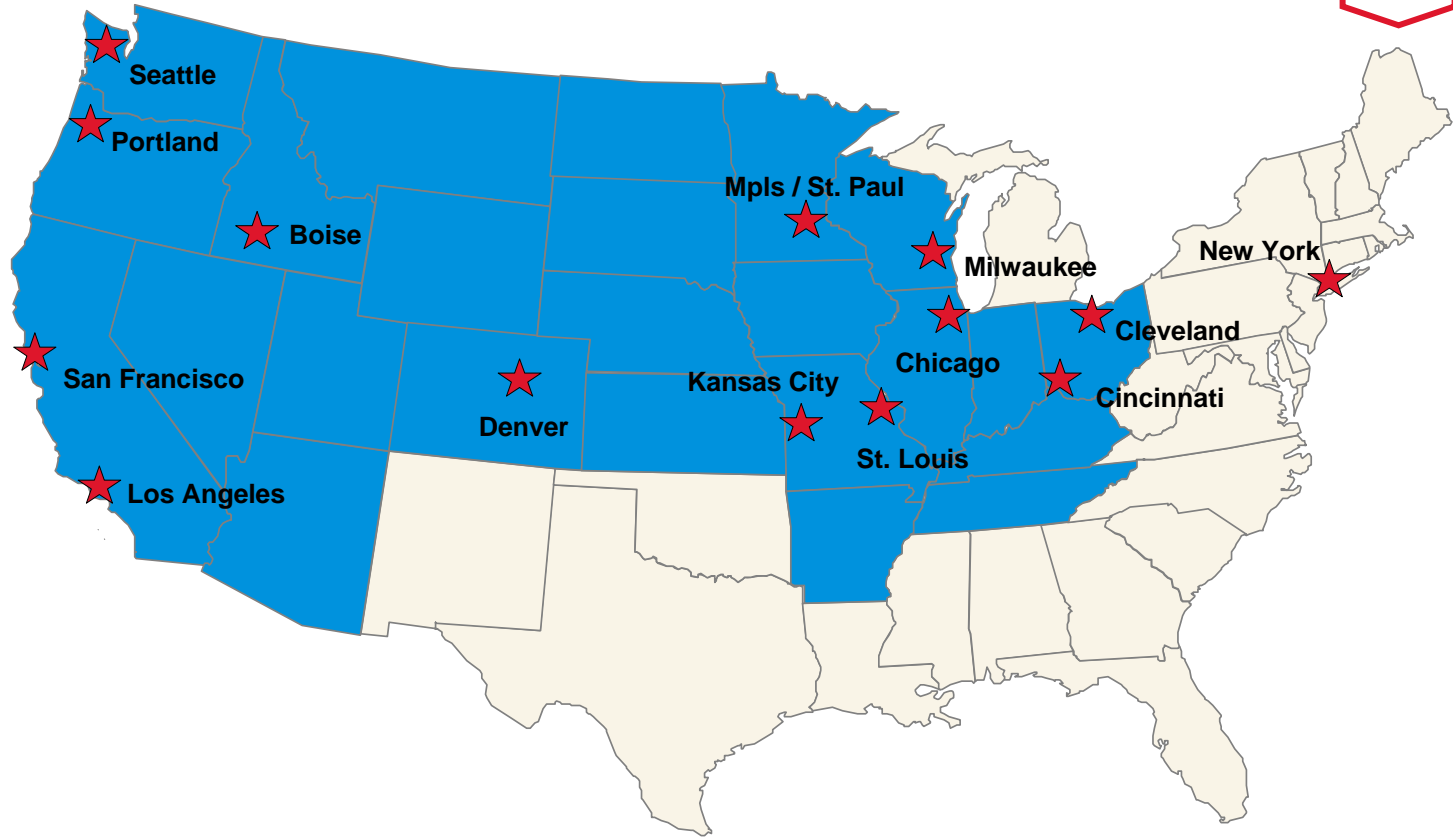 Seattle
Portland
Mpls / St. Paul
Boise
New York
Milwaukee
Cleveland
Chicago
San Francisco
Kansas City
Cincinnati
Denver
St. Louis
Los Angeles